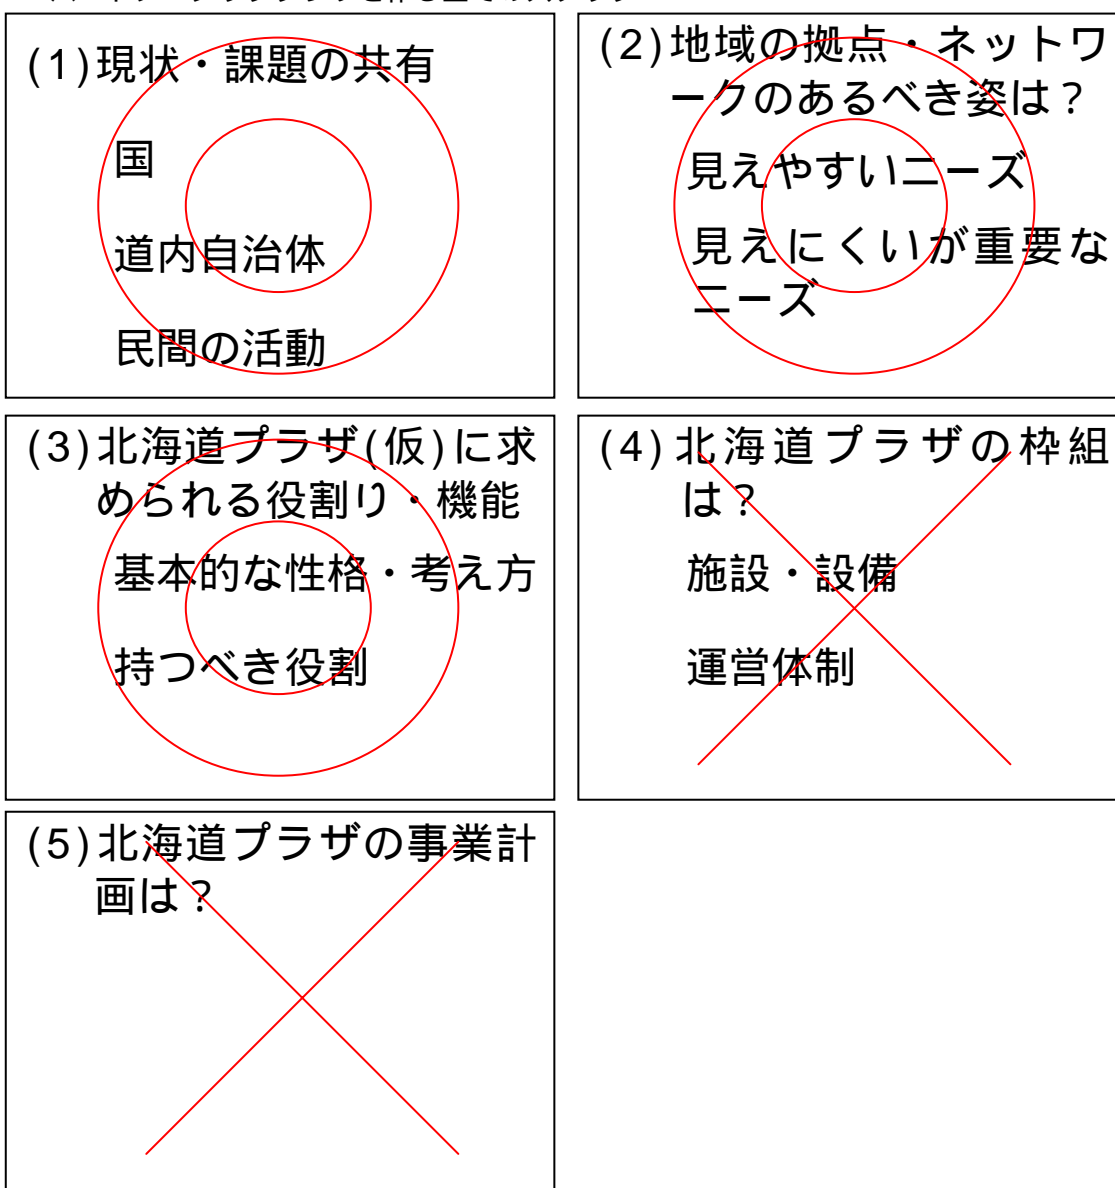 (1)現状・課題の共有
国
道内自治体
民間の活動
(2)地域の拠点・ネットワ
ークのあるべき姿は？
見えやすいニーズ
見えにくいが重要な
ニーズ
(3)北海道プラザ(仮)に求
められる役割り・機能
基本的な性格・考え方
持つべき役割
(4)北海道プラザの枠組
は？
施設・設備
運営体制
(5)北海道プラザの事業計
画は？